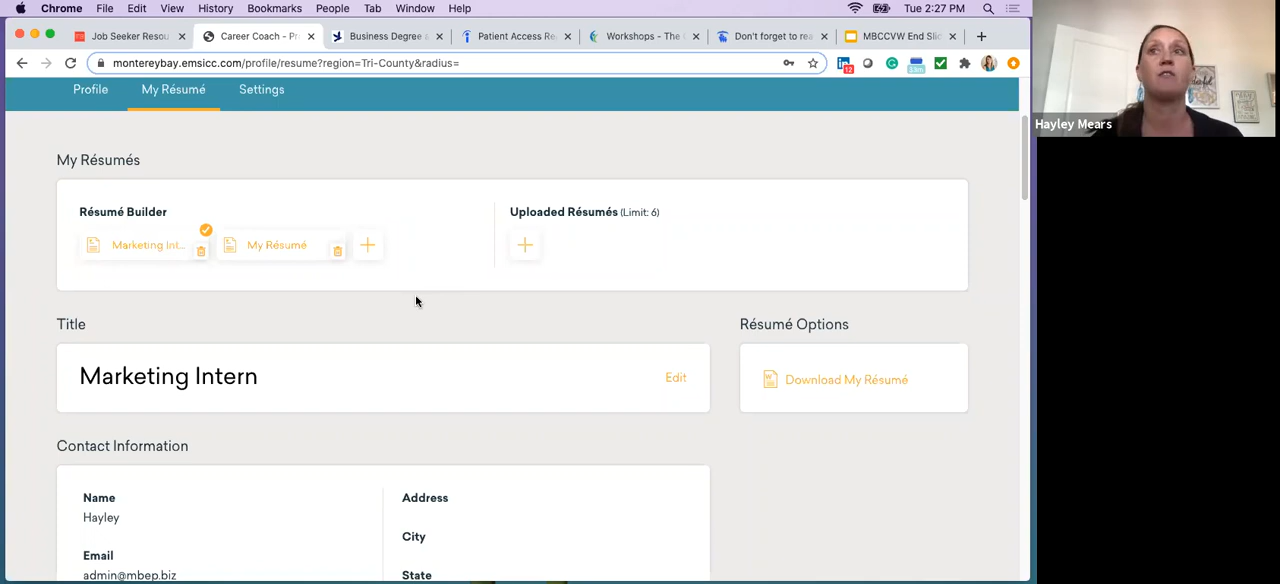 Chrome File Edit View History Bookmarks People Tab Window Help Tue 2:27 PM
Job Seeker Resou Career Coach - Pr Business Degree a Patient Access Re Workshops - The C Don't forget to rea MBCCVW End Slid
montereybay.emsicc.com/profile/resume?region=Tri-County&radius=
12
Hayley Mears
Profile My Résumé Settings
My Résumés
Résumé Builder
Uploaded Résumés (Limit: 6)
Marketing Int... My Résumé
Title
Résumé Options
Marketing Intern
Edit
Download My Résumé
Contact Information
Name
Hayley
Address
City
Email
admin@mbep.biz
State